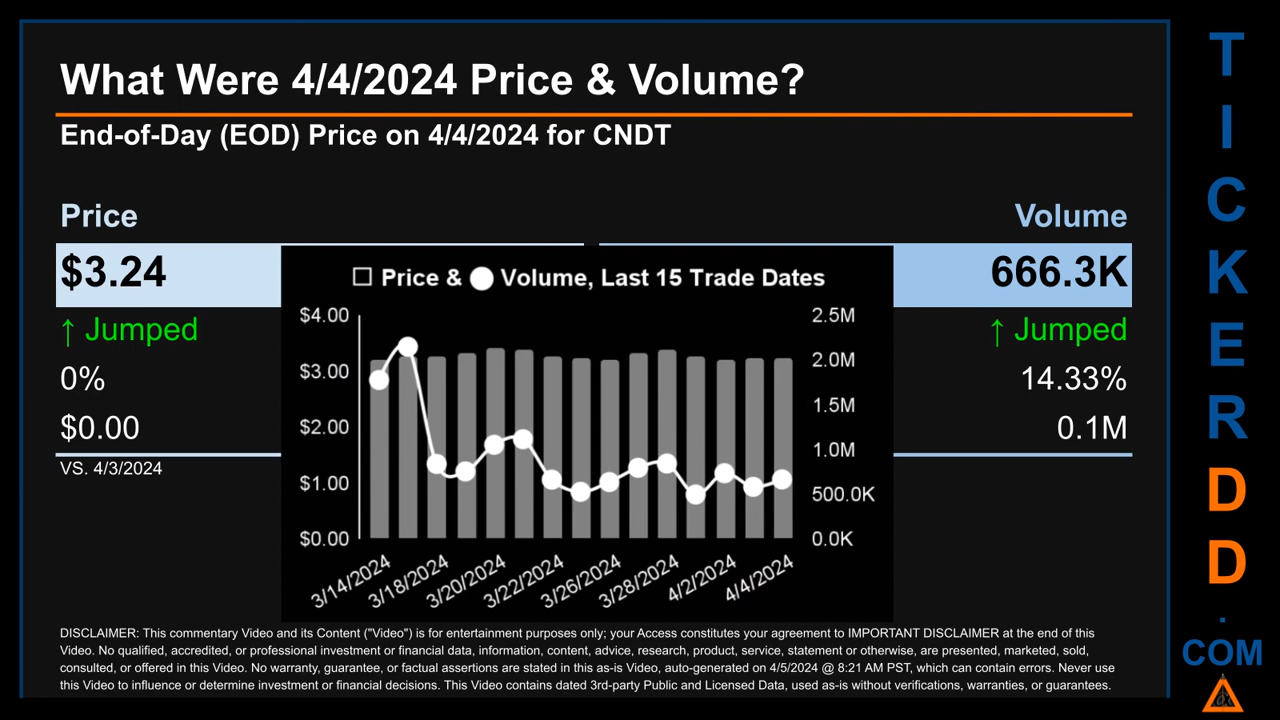 What Were 4/4/2024 Price & Volume?
End-of-Day (EOD) Price on 4/4/2024 for CNDT
Price
Volume
$3.24
666.3K
↑ Jumped
↑ Jumped
0%
14.33%
$0.00
0.1M
VS. 4/3/2024
Price & Volume, Last 15 Trade Dates
$4.00
$3.00
$2.00
$1.00
$0.00
2.5M
2.0M
1.5M
1.0M
500.0K
0.0K
3/14/2024
3/18/2024
3/20/2024
3/22/2024
3/26/2024
3/28/2024
4/2/2024
4/4/2024
DISCLAIMER: This commentary Video and its Content ("Video") is for entertainment purposes only; your Access constitutes your agreement to IMPORTANT DISCLAIMER at the end of this
Video. No qualified, accredited, or professional investment or financial data, information, content, advice, research, product, service, statement or otherwise, are presented, marketed, sold,
consulted, or offered in this Video. No warranty, guarantee, or factual assertions are stated in this as-is Video, auto-generated on 4/5/2024 @ 8:21 AM PST, which can contain errors. Never use
this Video to influence or determine investment or financial decisions. This Video contains dated 3rd-party Public and Licensed Data, used as-is without verifications, warranties, or guarantees.
T
I
C
K
E
R
D
D
.
COM